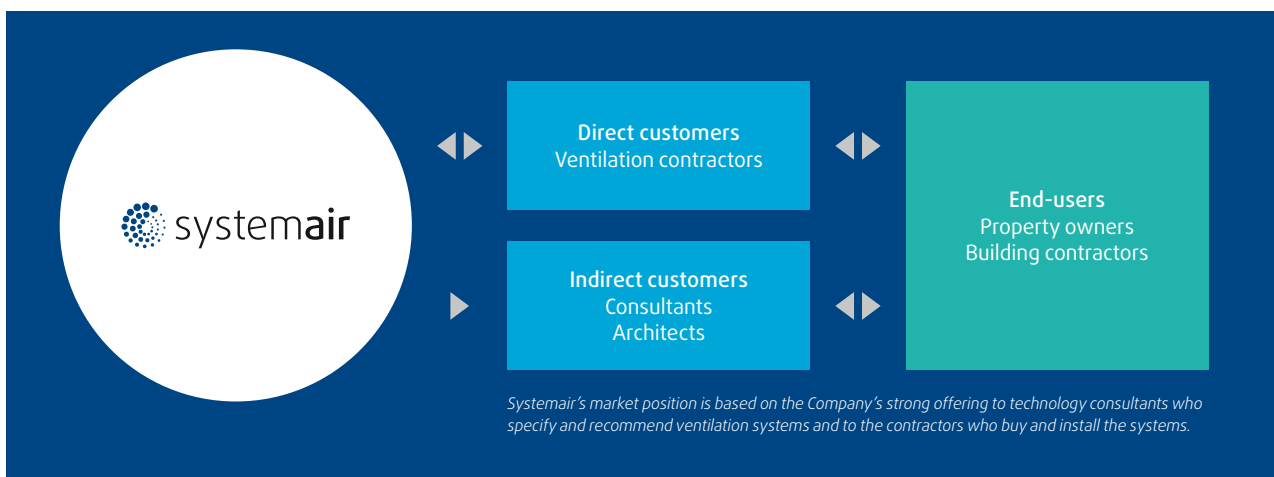 systemair
Direct customers
Ventilation contractors
Indirect customers
Consultants
Architects
End-users
Property owners
Building contractors
Systemair’s market position is based on the Company’s strong offering to technology consultants who
specify and recommend ventilation systems and to the contractors who buy and install the systems.